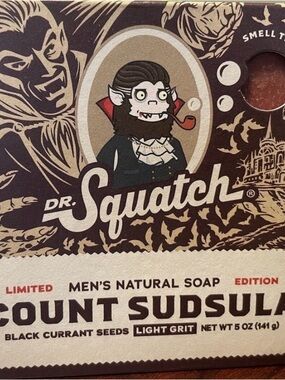 SMELL T
DR. Squatch®
LIMITED MEN'S NATURAL SOAP EDITION
COUNT SUDSULA
BLACK CURRANT SEEDS LIGHT GRIT NET WT 5 OZ (141 g)